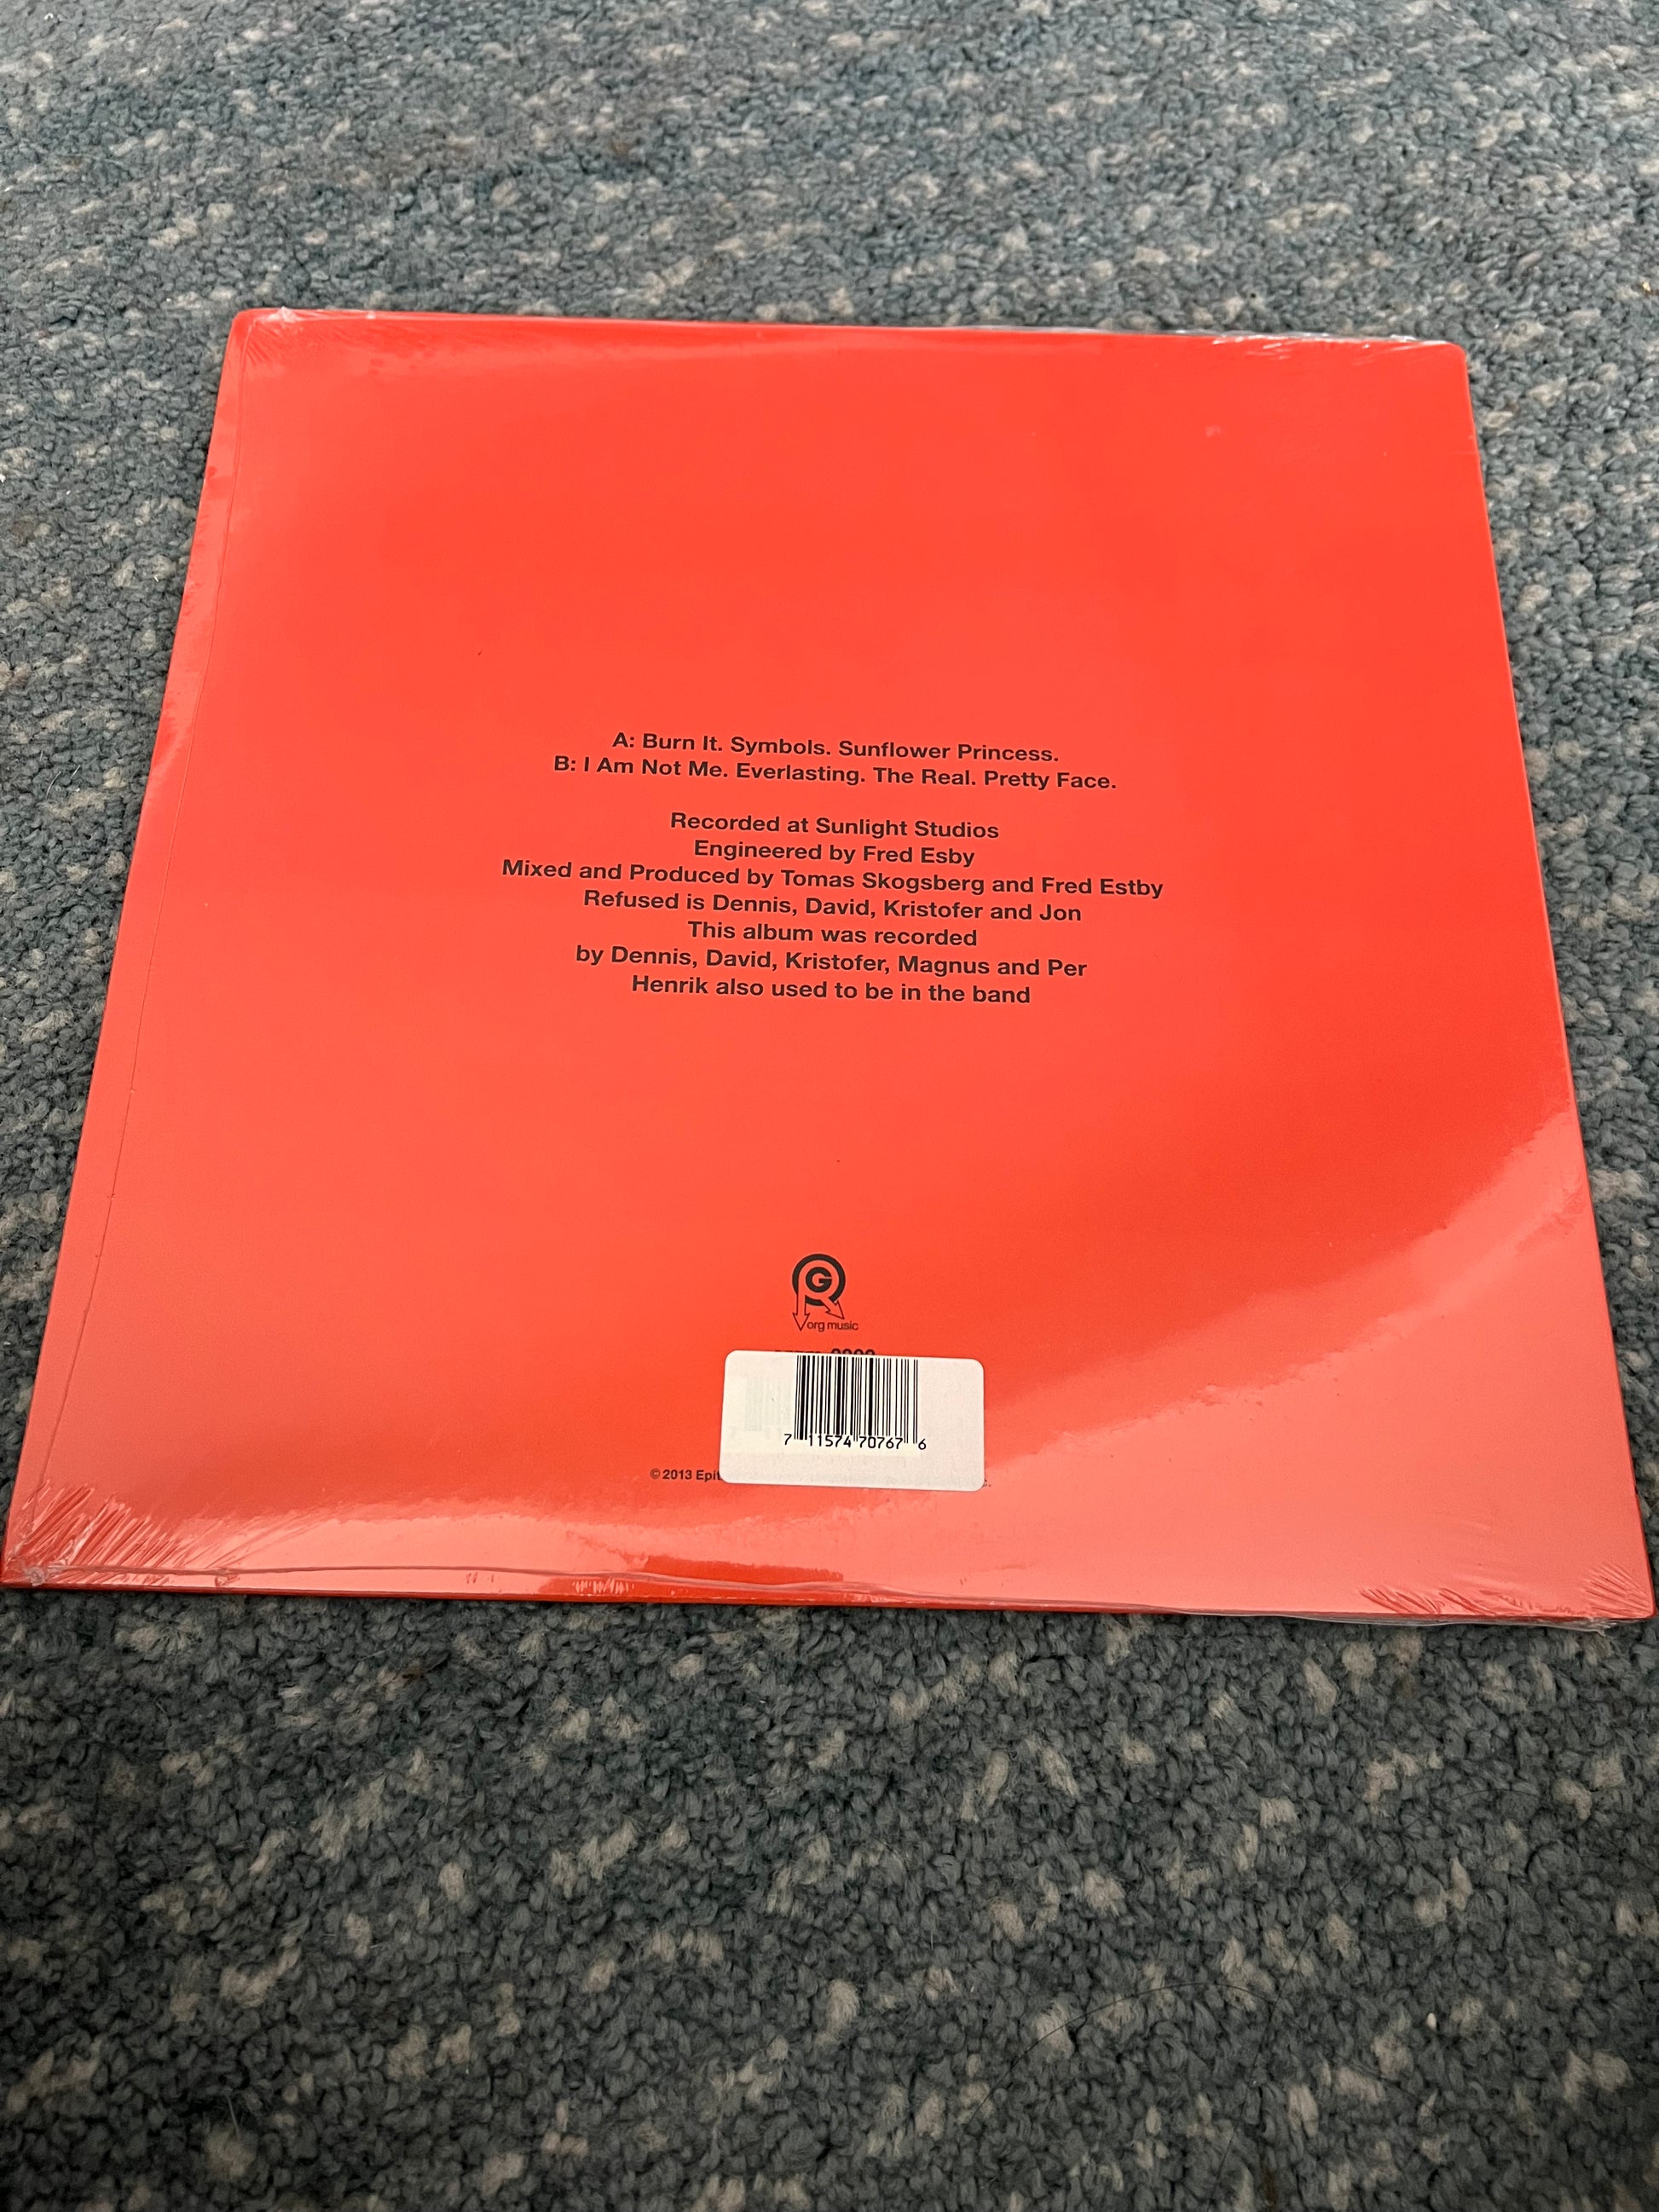 A: Burn It. Symbols. Sunflower Princess.
B: I Am Not Me. Everlasting. The Real. Pretty Face.
Recorded at Sunlight Studios
Engineered by Fred Esby
Mixed and Produced by Tomas Skogsberg and Fred Estby
Refused is Dennis, David, Kristofer and Jon
This album was recorded
by Dennis, David, Kristofer, Magnus and Per
Henrik also used to be in the band
org music
7 11574 70767 6
© 2013